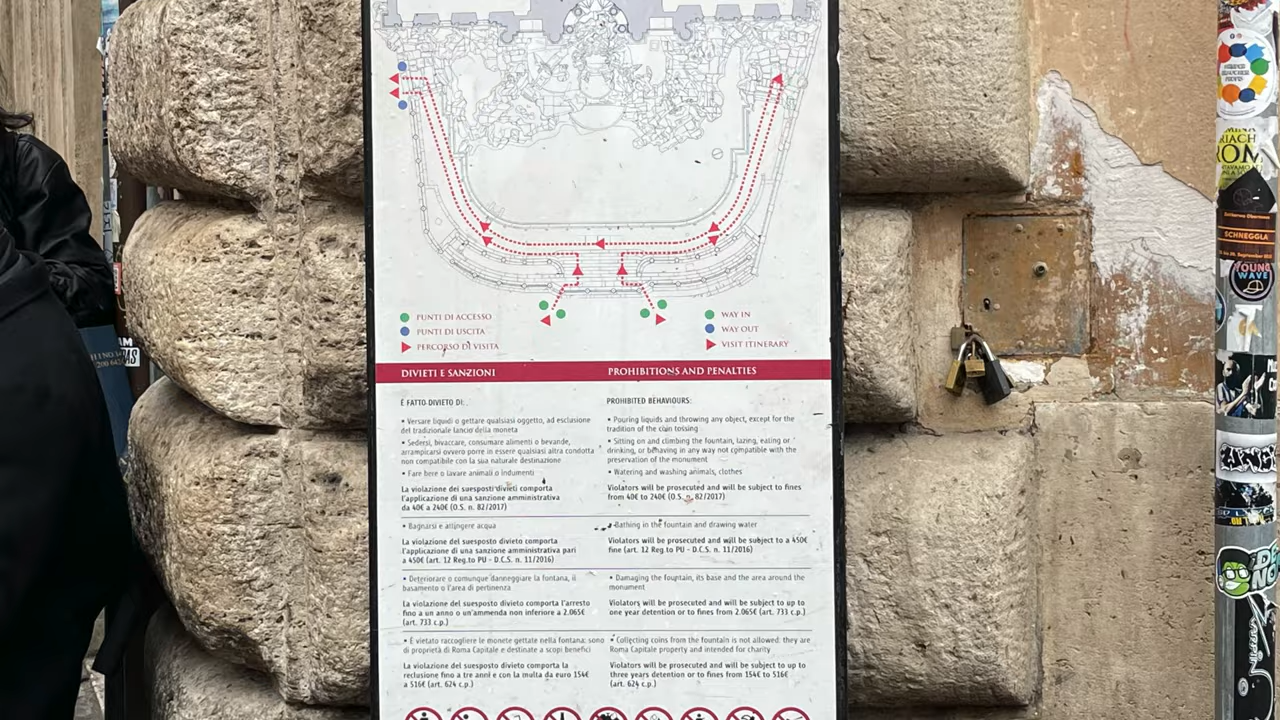 PUNTI DI ACCESSO
PUNTI DI USCITA
PERCORSO DI VISITA
WAY IN
WAY OUT
VISIT ITINERARY
DIVIETI E SANZIONI
È FATTO DIVIETO DI:
• Versare liquidi o gettare qualsiasi oggetto, ad esclusione
del tradizionale lancio della moneta
• Sedersi, bivaccare, consumare alimenti o bevande,
arrampicarsi ovvero porre in essere qualsiasi altra condotta
non compatibile con la sua naturale destinazione
• Fare bere o lavare animali o indumenti
La violazione dei suesposti divieti comporta
l'applicazione di una sanzione amministrativa
da 40€ a 240€ (O.S. n. 82/2017)
• Bagnarsi e attingere acqua
La violazione del suesposto divieto comporta
l'applicazione di una sanzione amministrativa pari
a 450€ (art. 12 Reg.to PU - D.C.S. n. 11/2016)
• Deteriorare o comunque danneggiare la fontana, il
basamento o l'area di pertinenza
La violazione del suesposto divieto comporta l'arresto
fino a un anno o un'ammenda non inferiore a 2.065€
(art. 733 c.p.)
• È vietato raccogliere le monete gettate nella fontana: sono
di proprietà di Roma Capitale e destinate a scopi benefici
La violazione del suesposto divieto comporta la
reclusione fino a tre anni e con la multa da euro 154€
a 516€ (art. 624 c.p.)
PROHIBITIONS AND PENALTIES
PROHIBITED BEHAVIOURS:
• Pouring liquids and throwing any object, except for the
tradition of the coin tossing
• Sitting on and climbing the fountain, lazing, eating or
drinking, or behaving in any way not compatible with the
preservation of the monument
• Watering and washing animals, clothes
Violators will be prosecuted and will be subject to fines
from 40€ to 240€ (O.S. n. 82/2017)
• Bathing in the fountain and drawing water
Violators will be prosecuted and will be subject to a 450€
fine (art. 12 Reg.to PU - D.C.S. n. 11/2016)
• Damaging the fountain, its base and the area around the
monument
Violators will be prosecuted and will be subject to up to
one year detention or to fines from 2.065€ (art. 733 c.p.)
• Collecting coins from the fountain is not allowed: they are
Roma Capitale property and intended for charity
Violators will be prosecuted and will be subject to up to
three years detention or to fines from 154€ to 516€
(art. 624 c.p.)
RIACH
ROM
SCHNEGGLA
YOUNG
WAVE